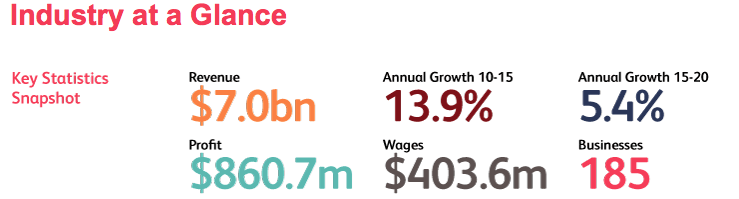 Industry at a Glance
Key Statistics
Snapshot
Revenue
$7.0bn
Annual Growth 10-15
13.9%
Annual Growth 15-20
5.4%
Profit
$860.7m
Wages
$403.6m
Businesses
185